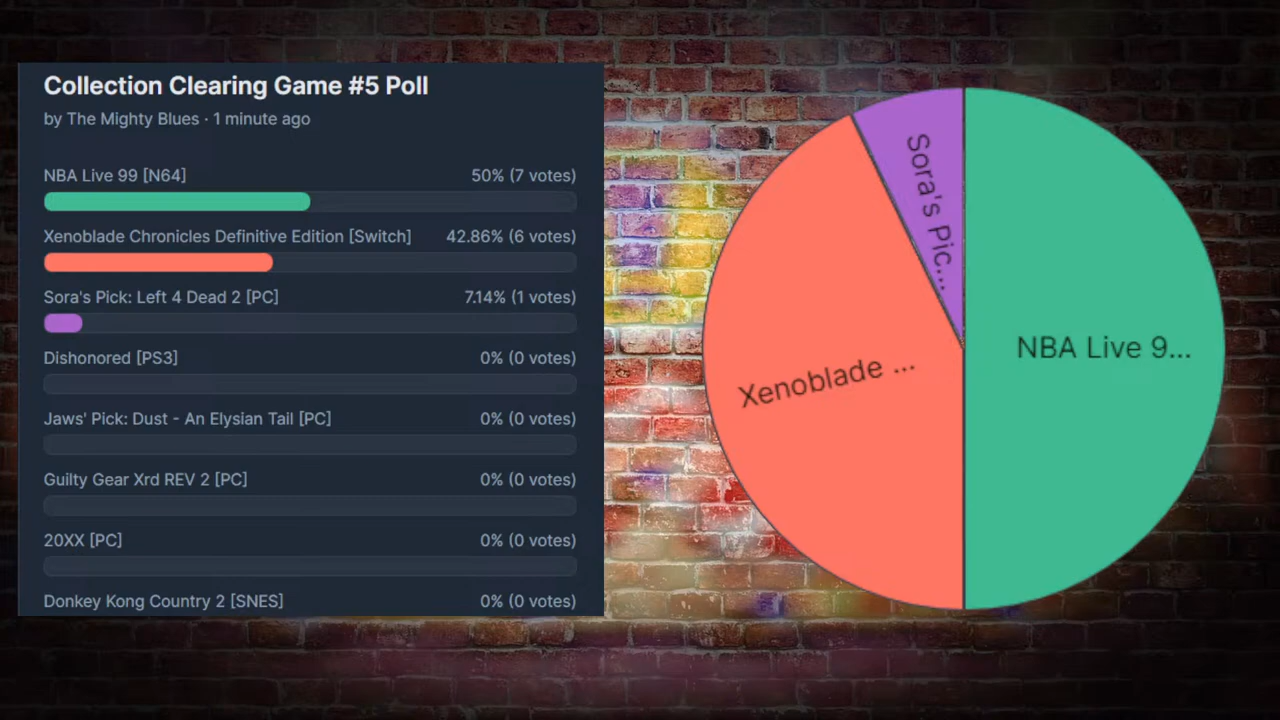 Collection Clearing Game #5 Poll
by The Mighty Blues · 1 minute ago
NBA Live 99 [N64] 50% (7 votes)
Xenoblade Chronicles Definitive Edition [Switch] 42.86% (6 votes)
Sora's Pick: Left 4 Dead 2 [PC] 7.14% (1 votes)
Dishonored [PS3] 0% (0 votes)
Jaws' Pick: Dust - An Elysian Tail [PC] 0% (0 votes)
Guilty Gear Xrd REV 2 [PC] 0% (0 votes)
20XX [PC] 0% (0 votes)
Donkey Kong Country 2 [SNES] 0% (0 votes)
Sora's Pic...
NBA Live 9...
Xenoblade ...